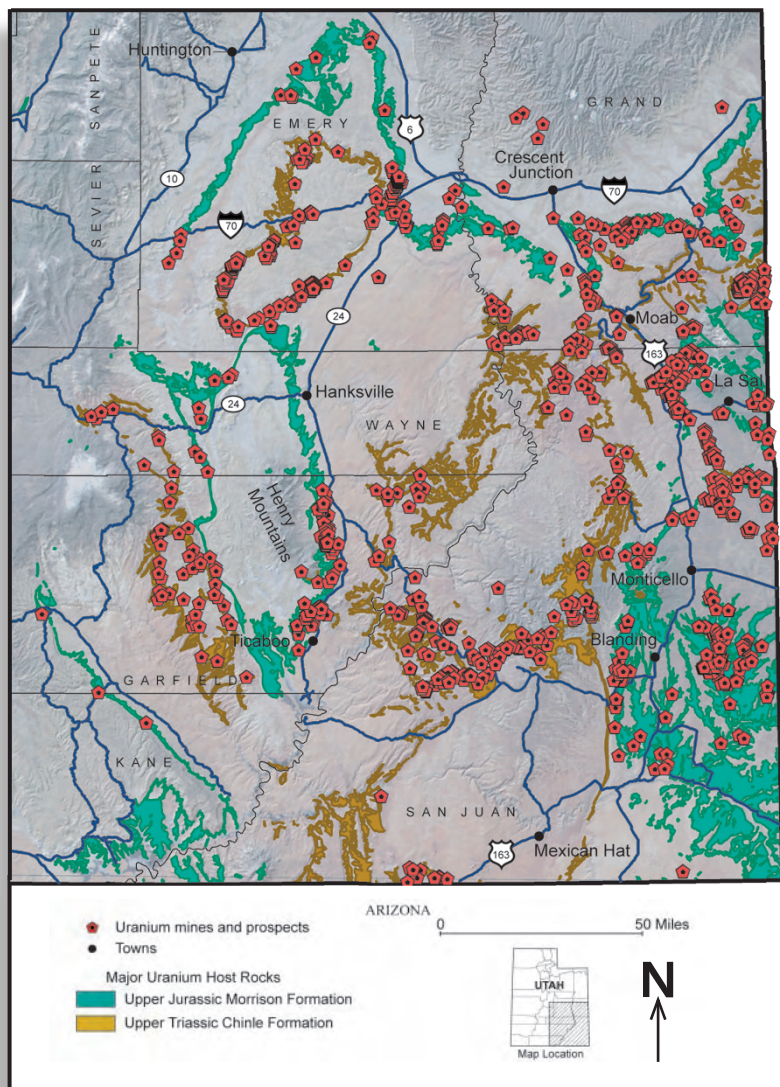 Huntington
SANPETE
SEVIER
GRAND
EMERY
6
Crescent
Junction
10
70
70
24
Moab
163
La Sal
24
Hanksville
WAYNE
Henry
Mountains
Monticello
Ticaboo
Blanding
GARFIELD
KANE
SAN JUAN
163
Mexican Hat
ARIZONA
0 50 Miles
Uranium mines and prospects
Towns
Major Uranium Host Rocks
Upper Jurassic Morrison Formation
Upper Triassic Chinle Formation
UTAH
Map Location
N